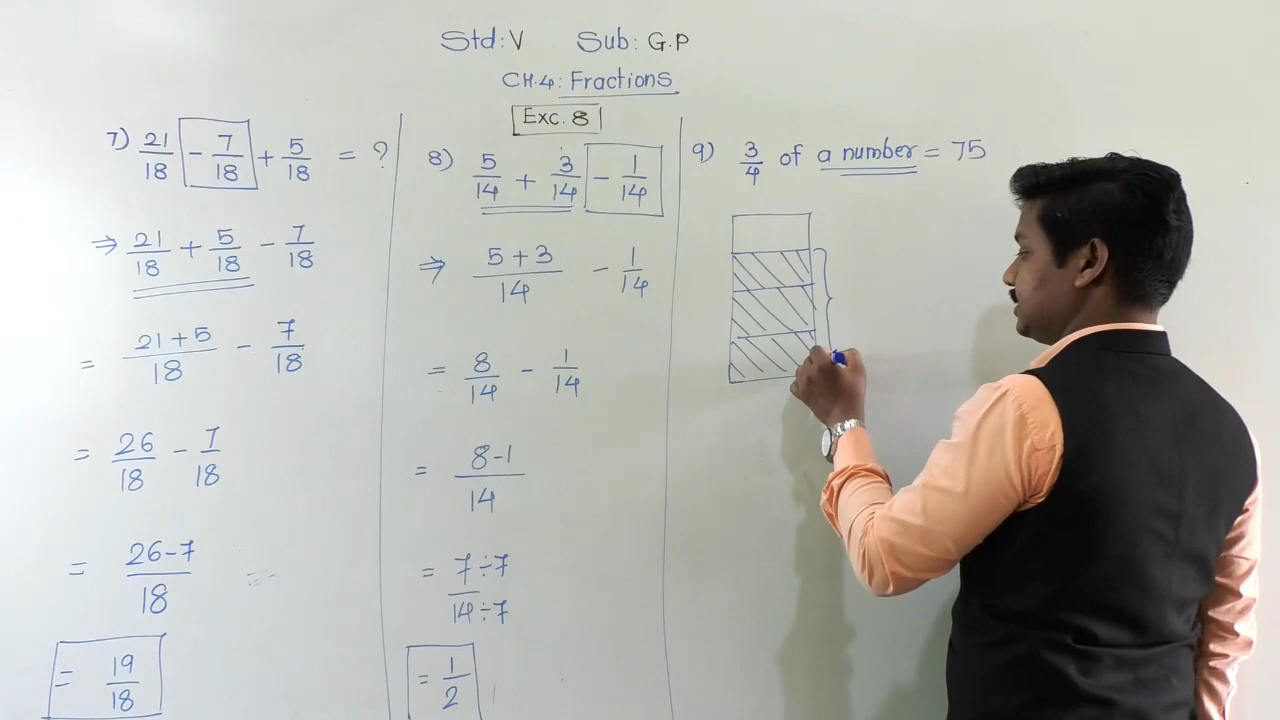 Std: V Sub: G.P
CH.4: Fractions
Exc. 8
7) 21/18 - 7/18 + 5/18 = ?
⇒ 21/18 + 5/18 - 7/18
= 21+5/18 - 7/18
= 26/18 - 7/18
= 26-7/18
= 19/18
8) 5/14 + 3/14 - 1/14
⇒ 5+3/14 - 1/14
= 8/14 - 1/14
= 8-1/14
= 7÷7/14÷7
= 1/2
9) 3/4 of a number = 75